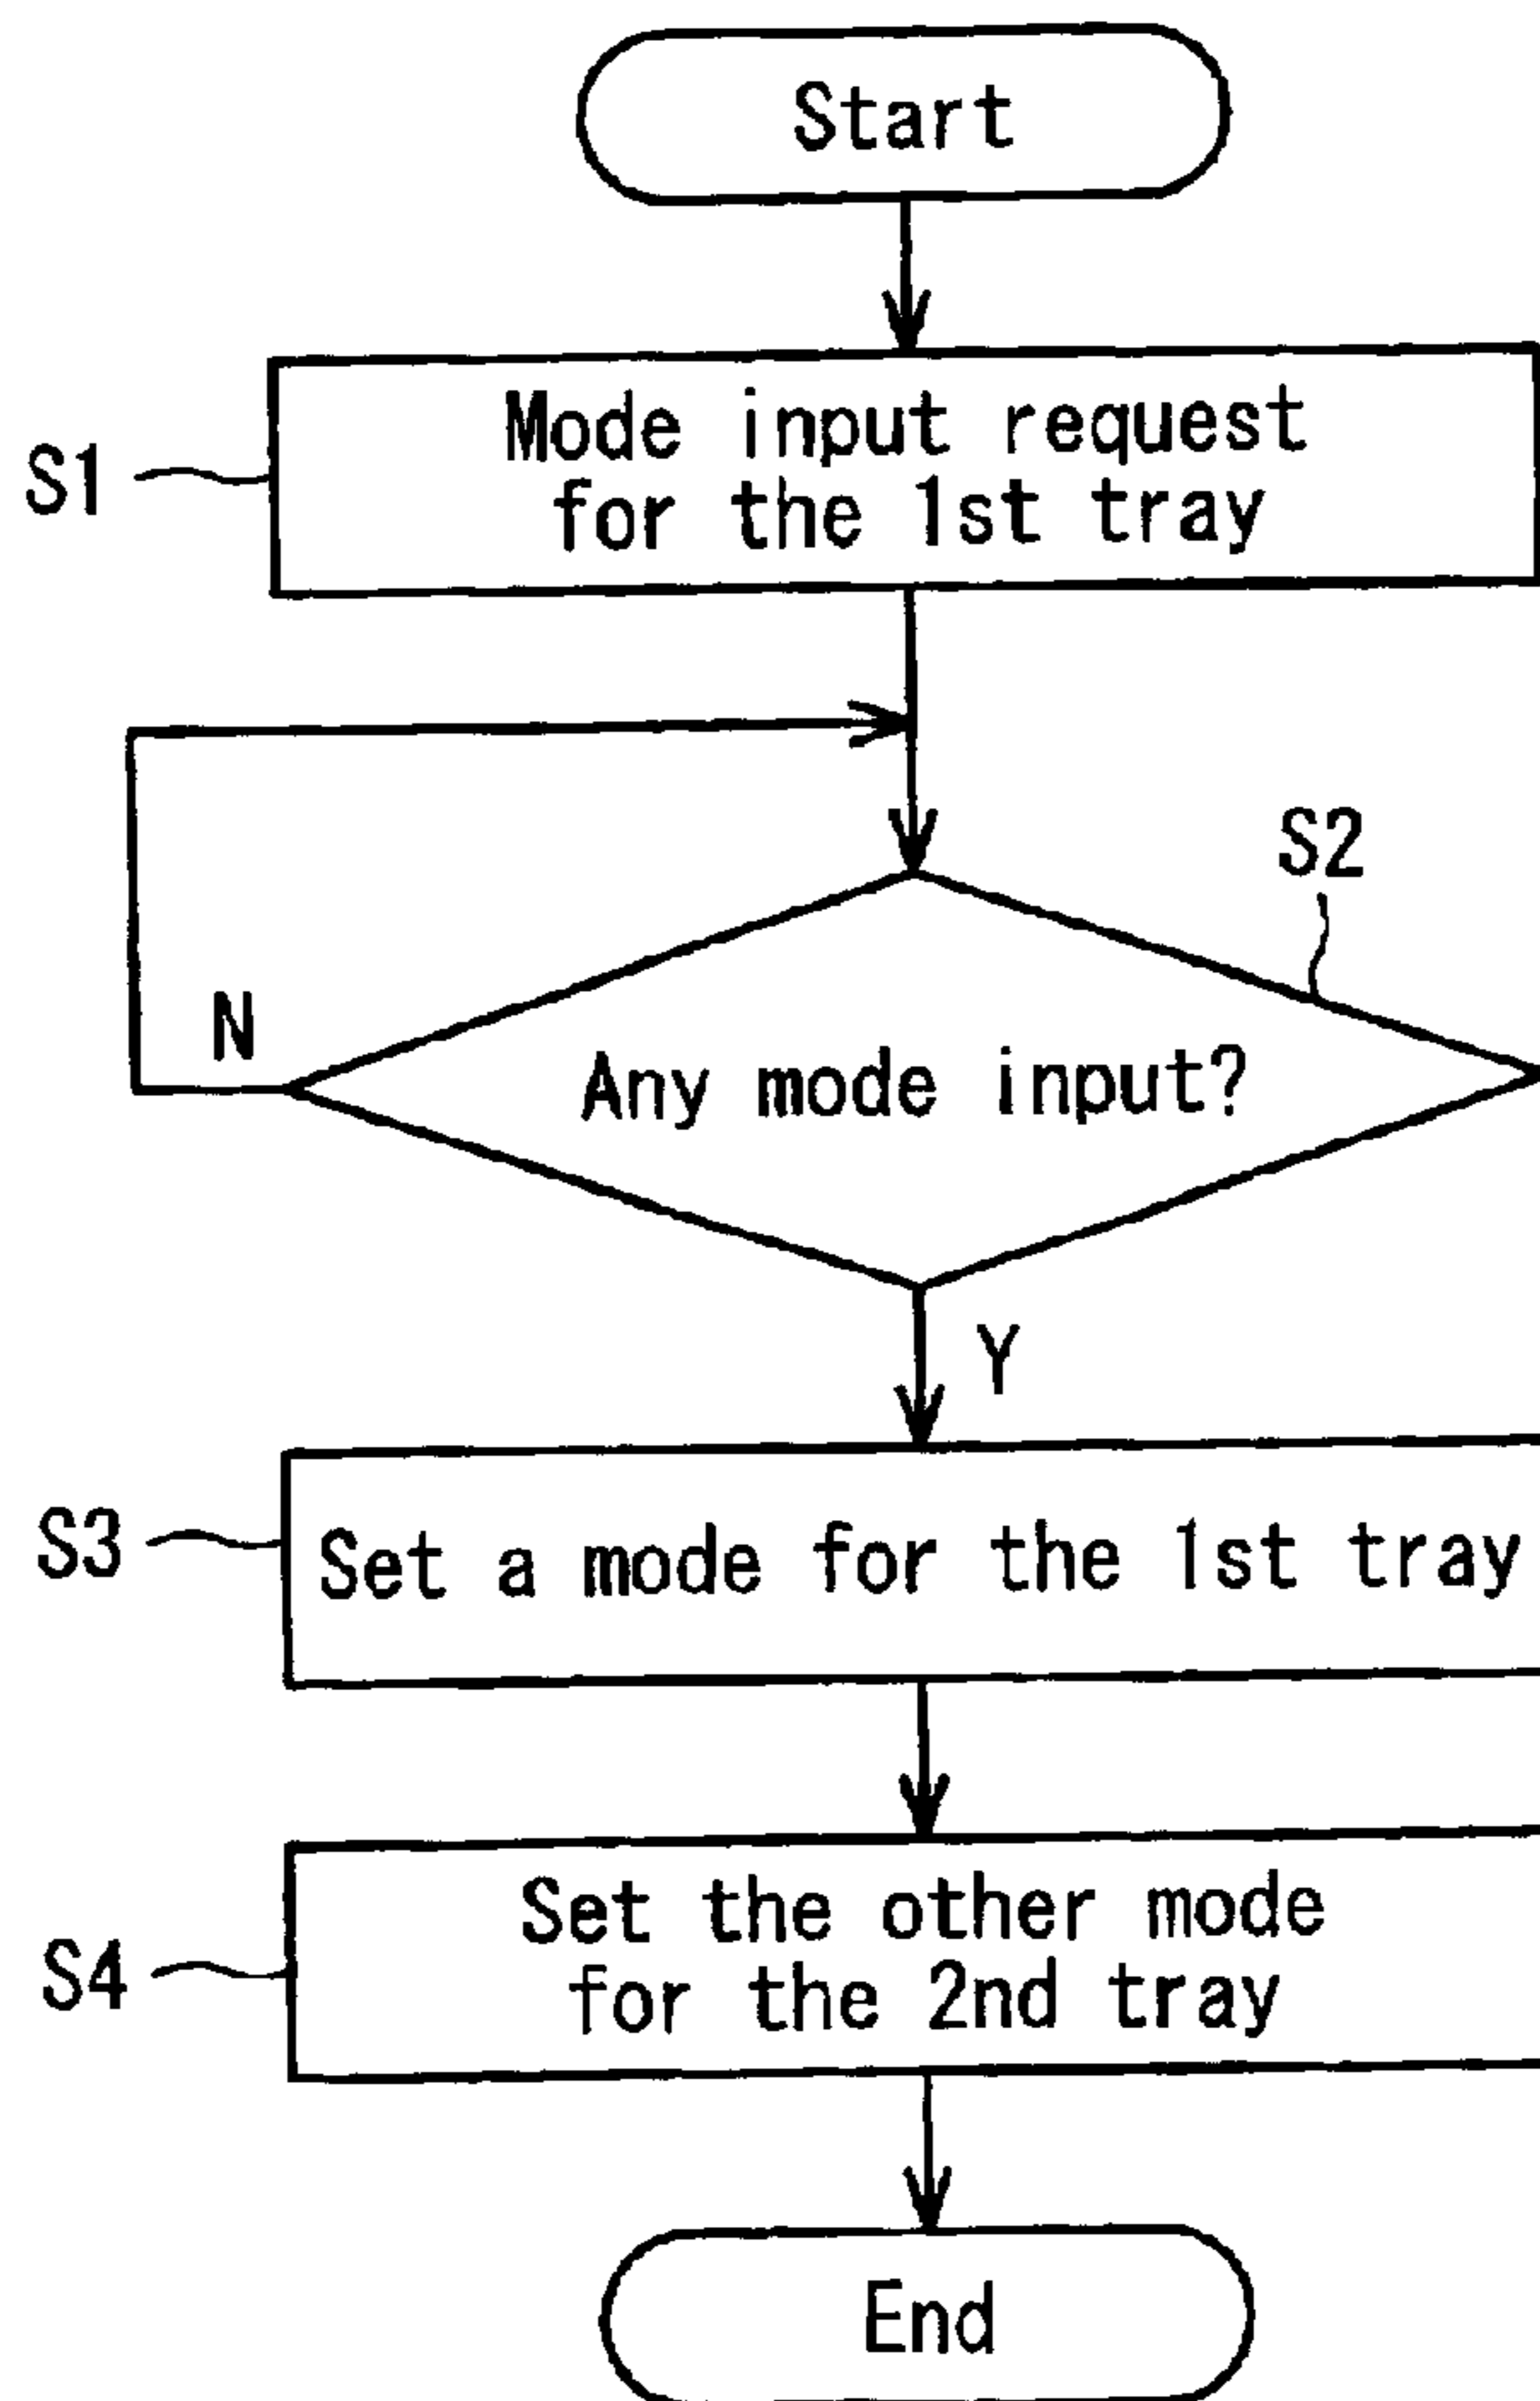 Start
S1
Mode input request
for the 1st tray
S2
N
Any mode input?
Y
S3
Set a mode for the 1st tray
S4
Set the other mode
for the 2nd tray
End